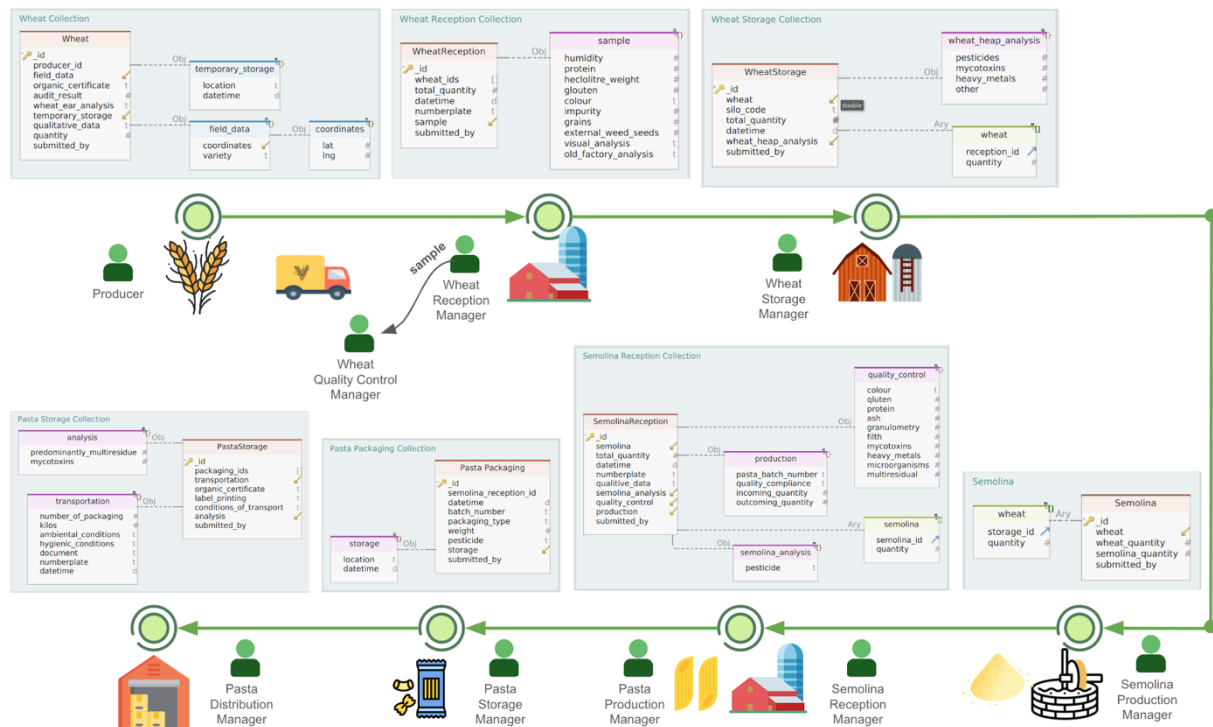 Wheat Collection
Wheat
_id
producer_id
field_data
organic_certificate t
audit_result #
wheat_ear_analysis t
temporary_storage
qualitative_data t
quantity #
submitted_by
Obj
temporary_storage {}
location t
datetime d
Obj
field_data {}
coordinates
variety t
Obj
coordinates {}
lat #
lng #
Wheat Reception Collection
WheatReception
_id
wheat_ids []
total_quantity #
datetime d
numberplate t
sample
submitted_by
Obj
sample {}
humidity #
protein #
heclolitre_weight #
glouten #
colour t
impurity #
grains #
external_weed_seeds #
visual_analysis t
old_factory_analysis t
Wheat Storage Collection
WheatStorage
_id
wheat
silo_code t
total_quantity #
datetime d
wheat_heap_analysis
submitted_by
double
Obj
wheat_heap_analysis {}
pesticides #
mycotoxins #
heavy_metals #
other #
Ary
wheat []
reception_id
quantity #
Producer
sample
Wheat
Reception
Manager
Wheat
Quality Control
Manager
Wheat
Storage
Manager
Pasta Storage Collection
analysis {}
predominantly_multiresidue #
mycotoxins #
Obj
PastaStorage
_id
packaging_ids []
transportation
organic_certificate t
label_printing t
conditions_of_transport t
analysis
submitted_by
Obj
transportation {}
number_of_packaging #
kilos #
ambiental_conditions t
hygienic_conditions t
document t
numberplate t
datetime d
Pasta Packaging Collection
Pasta Packaging
_id
semolina_reception_id
datetime d
batch_number t
packaging_type t
weight #
pesticide t
storage
submitted_by
Obj
storage {}
location t
datetime d
Semolina Reception Collection
SemolinaReception
_id
semolina
total_quantity #
datetime d
numberplate t
qualitive_data t
semolina_analysis
quality_control
production
submitted_by
Obj
quality_control {}
colour t
qluten #
protein #
ash #
granulometry #
filth #
mycotoxins #
heavy_metals #
microorganisms #
multiresidual #
Obj
production {}
pasta_batch_number t
quality_compliance t
incoming_quantity #
outcoming_quantity #
Ary
semolina []
semolina_id
quantity #
Obj
semolina_analysis {}
pesticide t
Semolina
wheat []
storage_id
quantity #
Ary
Semolina
_id
wheat
wheat_quantity #
semolina_quantity #
submitted_by
Pasta
Distribution
Manager
Pasta
Storage
Manager
Pasta
Production
Manager
Semolina
Reception
Manager
Semolina
Production
Manager